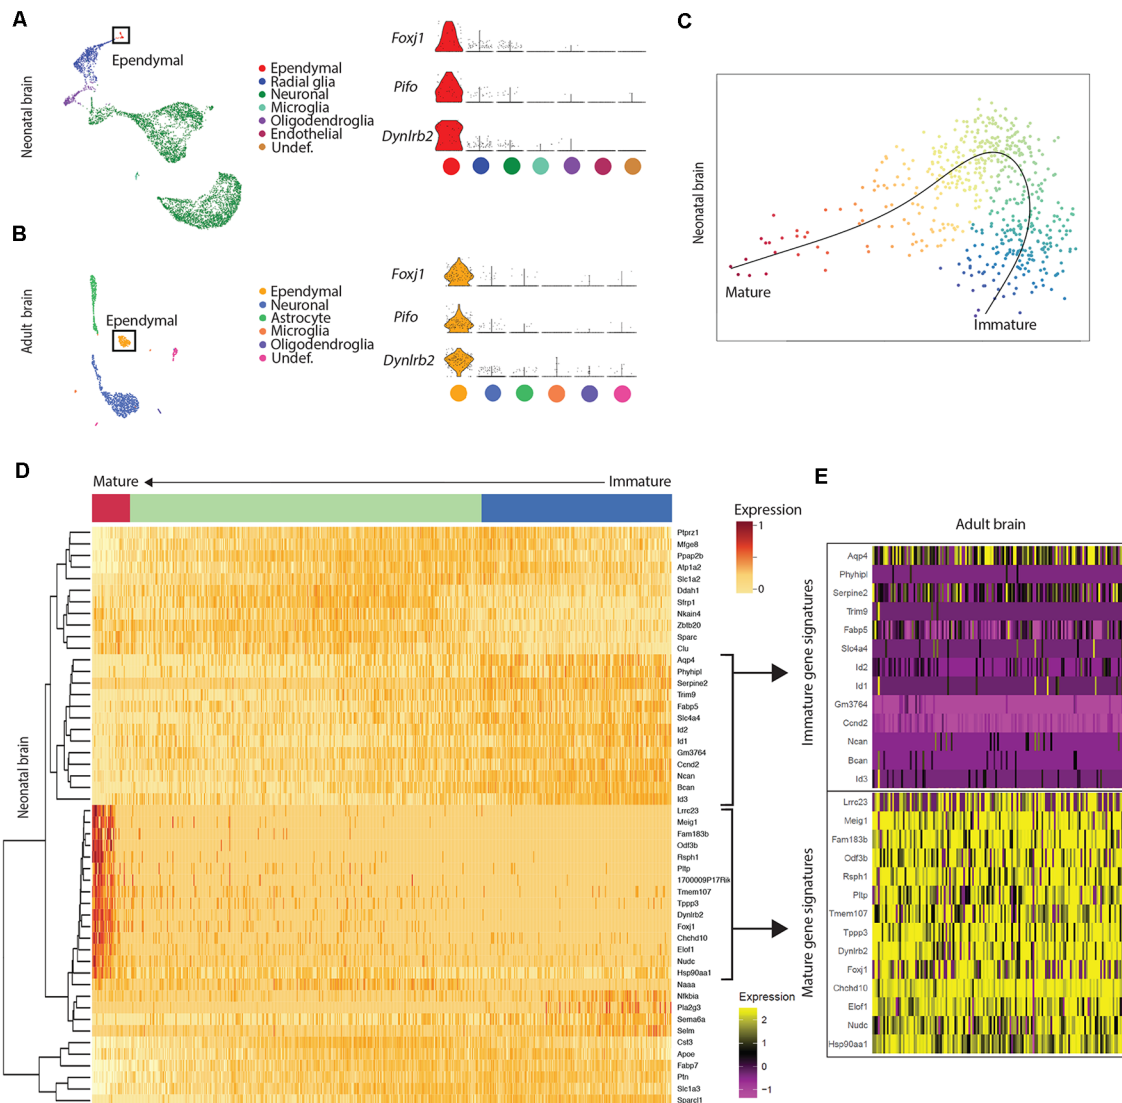 A
Neonatal brain
Ependymal
Ependymal
Radial glia
Neuronal
Microglia
Oligodendroglia
Endothelial
Undef.
Foxj1
Pifo
Dynlrb2
B
Adult brain
Ependymal
Ependymal
Neuronal
Astrocyte
Microglia
Oligodendroglia
Undef.
Foxj1
Pifo
Dynlrb2
C
Neonatal brain
Mature
Immature
D
Mature
Immature
Neonatal brain
Ptprz1
Mfge8
Ppap2b
Atp1a2
Slc1a2
Ddah1
Sfrp1
Nkain4
Zbtb20
Sparc
Clu
Aqp4
Phyhipl
Serpine2
Trim9
Fabp5
Slc4a4
Id2
Id1
Gm3764
Ccnd2
Ncan
Bcan
Id3
Lrrc23
Meig1
Fam183b
Odf3b
Rsph1
Pltp
1700009P17Rik
Tmem107
Tppp3
Dynlrb2
Foxj1
Chchd10
Elof1
Nudc
Hsp90aa1
Naaa
Nfkbia
Pla2g3
Sema6a
Selm
Cst3
Apoe
Fabp7
Ptn
Slc1a3
Sparcl1
Expression
1
0
E
Adult brain
Immature gene signatures
Aqp4
Phyhipl
Serpine2
Trim9
Fabp5
Slc4a4
Id2
Id1
Gm3764
Ccnd2
Ncan
Bcan
Id3
Mature gene signatures
Lrrc23
Meig1
Fam183b
Odf3b
Rsph1
Pltp
Tmem107
Tppp3
Dynlrb2
Foxj1
Chchd10
Elof1
Nudc
Hsp90aa1
Expression
2
1
0
−1